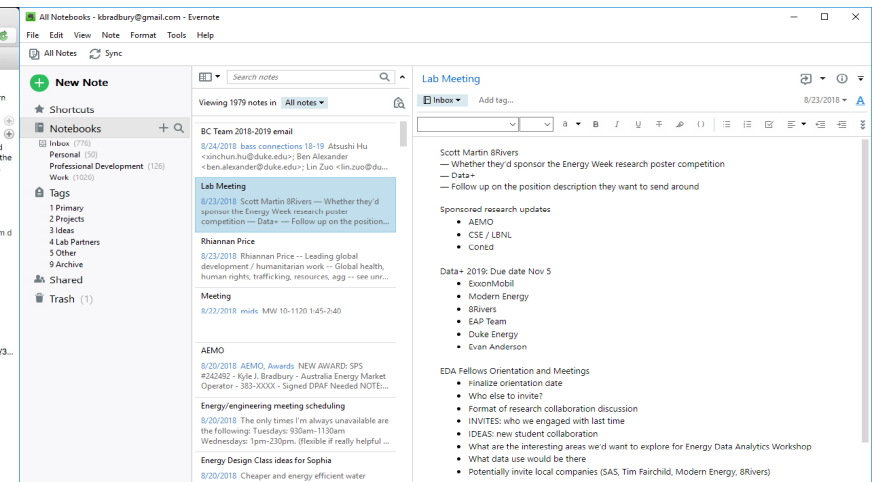 All Notebooks - kbradbury@gmail.com - Evernote
File Edit View Note Format Tools Help
All Notes Sync
New Note
Shortcuts
Notebooks
Inbox (776)
Personal (50)
Professional Development (126)
Work (1026)
Tags
1 Primary
2 Projects
3 Ideas
4 Lab Partners
5 Other
9 Archive
Shared
Trash (1)
Search notes
Viewing 1979 notes in All notes
BC Team 2018-2019 email
8/24/2018 bass connections 18-19 Atsushi Hu
<xinchun.hu@duke.edu>; Ben Alexander
<ben.alexander@duke.edu>; Lin Zuo <lin.zuo@du...
Lab Meeting
8/23/2018 Scott Martin 8Rivers — Whether they'd
sponsor the Energy Week research poster
competition — Data+ — Follow up on the position...
Rhiannan Price
8/23/2018 Rhiannan Price -- Leading global
development / humanitarian work -- Global health,
human rights, trafficking, resources, agg -- see unr...
Meeting
8/22/2018 mids MW 10-1120 1:45-2:40
AEMO
8/20/2018 AEMO, Awards NEW AWARD: SPS
#242492 - Kyle J. Bradbury - Australia Energy Market
Operator - 383-XXXX - Signed DPAF Needed NOTE:...
Energy/engineering meeting scheduling
8/20/2018 The only times I'm always unavailable are
the following: Tuesdays: 930am-1130am
Wednesdays: 1pm-230pm. (flexible if really helpful ...
Energy Design Class ideas for Sophia
8/20/2018 Cheaper and energy efficient water
Lab Meeting
Inbox Add tag... 8/23/2018
Scott Martin 8Rivers
— Whether they'd sponsor the Energy Week research poster competition
— Data+
— Follow up on the position description they want to send around
Sponsored research updates
• AEMO
• CSE / LBNL
• ConEd
Data+ 2019: Due date Nov 5
• ExxonMobil
• Modern Energy
• 8Rivers
• EAP Team
• Duke Energy
• Evan Anderson
EDA Fellows Orientation and Meetings
• Finalize orientation date
• Who else to invite?
• Format of research collaboration discussion
• INVITES: who we engaged with last time
• IDEAS: new student collaboration
• What are the interesting areas we'd want to explore for Energy Data Analytics Workshop
• What data use would be there
• Potentially invite local companies (SAS, Tim Fairchild, Modern Energy, 8Rivers)